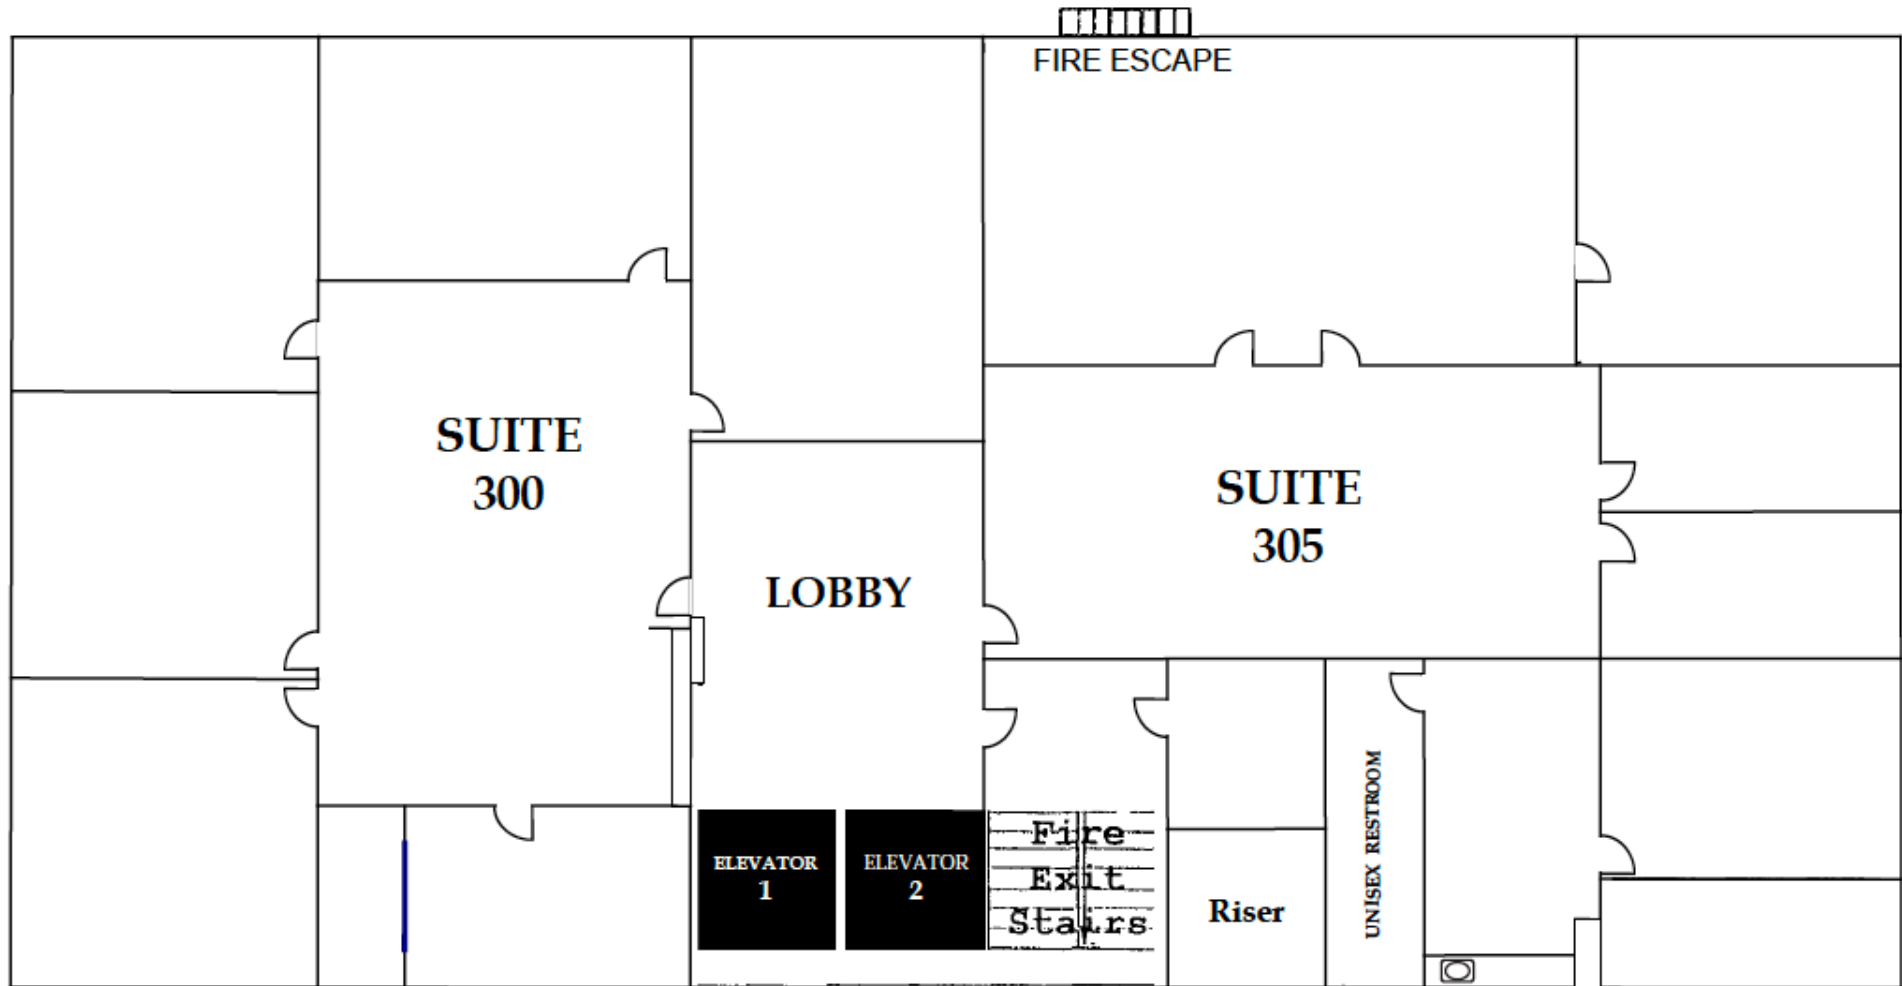 FIRE ESCAPE
SUITE
300
SUITE
305
LOBBY
ELEVATOR
1
ELEVATOR
2
Fire
Exit
Stairs
Riser
UNISEX RESTROOM